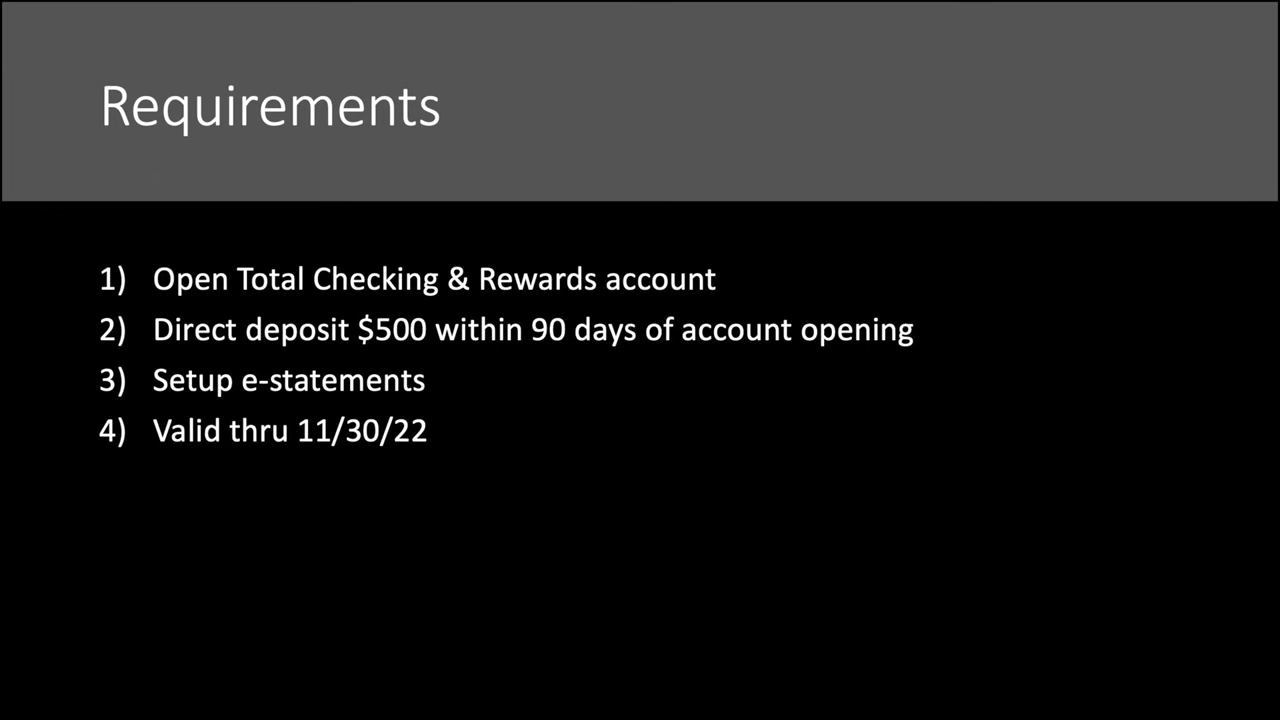 Requirements
1) Open Total Checking & Rewards account
2) Direct deposit $500 within 90 days of account opening
3) Setup e-statements
4) Valid thru 11/30/22